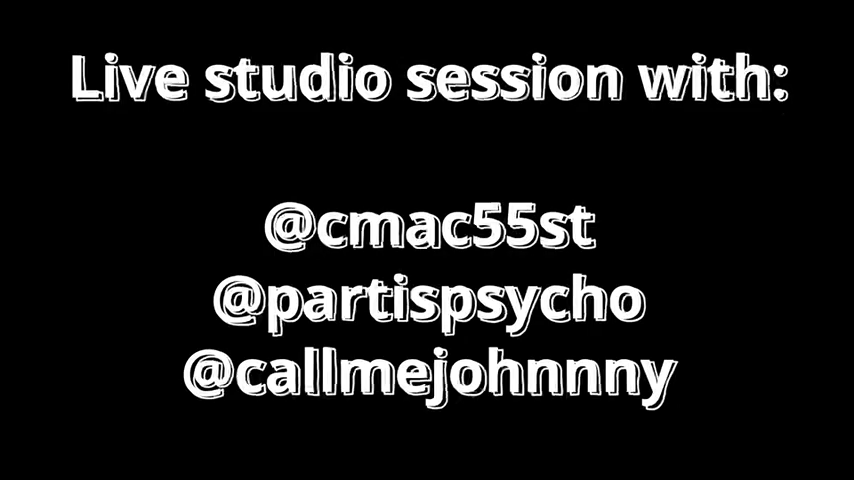 Live studio session with:
@cmac55st
@partispsycho
@callmejohnnny